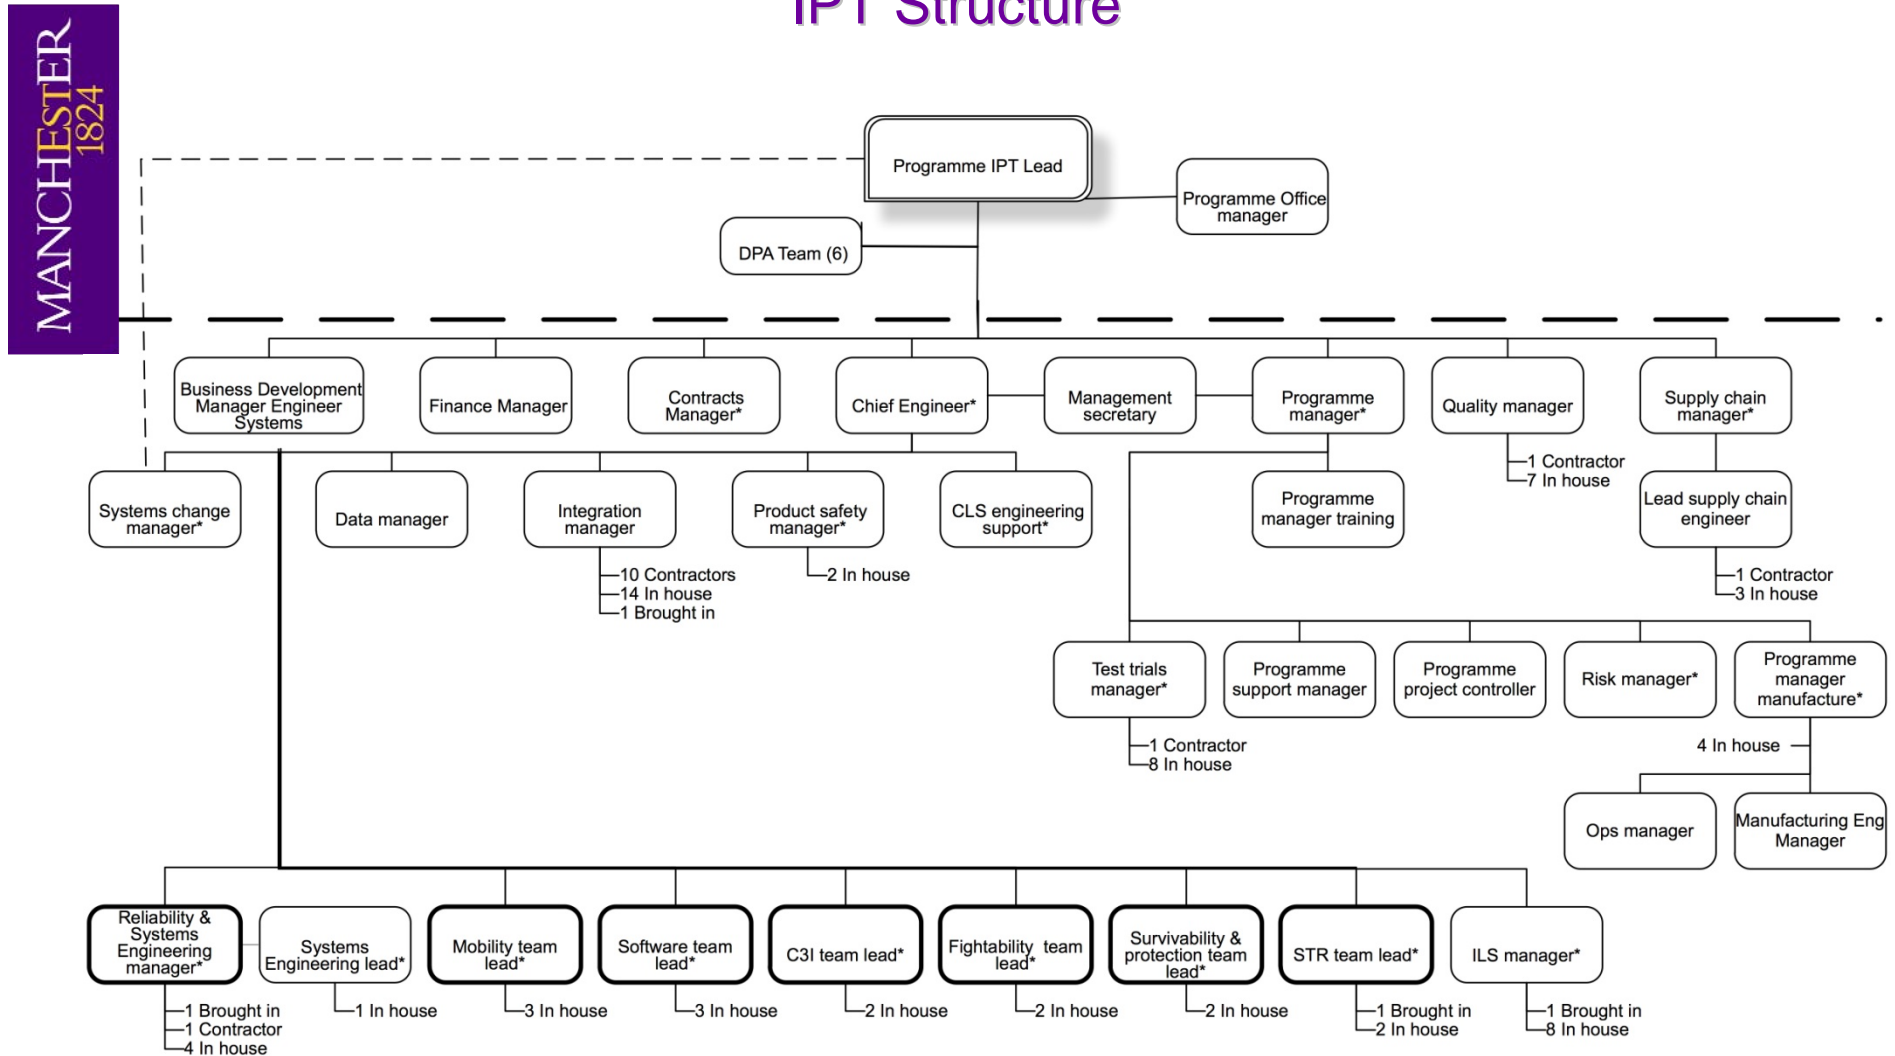 IPT Structure
MANCHESTER
1824
Programme IPT Lead
Programme Office
manager
DPA Team (6)
Business Development
Manager Engineer
Systems
Finance Manager
Contracts
Manager*
Chief Engineer*
Management
secretary
Programme
manager*
Quality manager
Supply chain
manager*
1 Contractor
7 In house
Systems change
manager*
Data manager
Integration
manager
Product safety
manager*
CLS engineering
support*
Programme
manager training
Lead supply chain
engineer
10 Contractors
14 In house
1 Brought in
2 In house
1 Contractor
3 In house
Test trials
manager*
Programme
support manager
Programme
project controller
Risk manager*
Programme
manager
manufacture*
1 Contractor
8 In house
4 In house
Ops manager
Manufacturing Eng
Manager
Reliability &
Systems
Engineering
manager*
Systems
Engineering lead*
Mobility team
lead*
Software team
lead*
C3I team lead*
Fightability team
lead*
Survivability &
protection team
lead*
STR team lead*
ILS manager*
1 Brought in
1 Contractor
4 In house
1 In house
3 In house
3 In house
2 In house
2 In house
2 In house
1 Brought in
2 In house
1 Brought in
8 In house